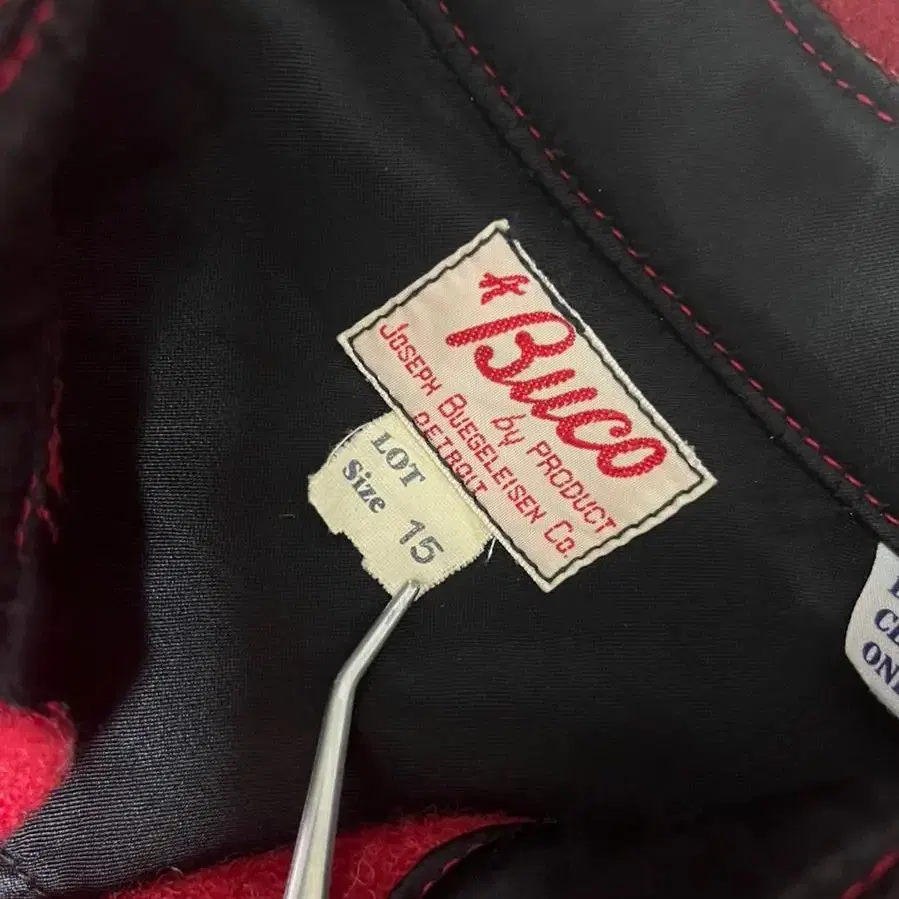 A
Buco
by PRODUCT
JOSEPH BUEGELEISEN Co.
DETROIT
LOT
Size 15